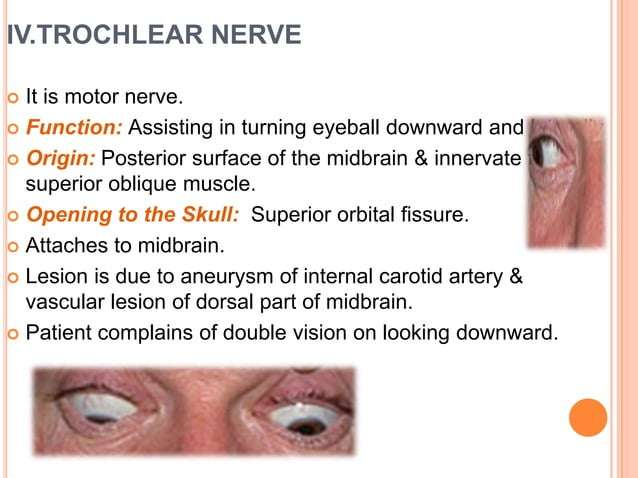 IV.TROCHLEAR NERVE
It is motor nerve.
Function: Assisting in turning eyeball downward and
Origin: Posterior surface of the midbrain & innervate
superior oblique muscle.
Opening to the Skull: Superior orbital fissure.
Attaches to midbrain.
Lesion is due to aneurysm of internal carotid artery &
vascular lesion of dorsal part of midbrain.
Patient complains of double vision on looking downward.